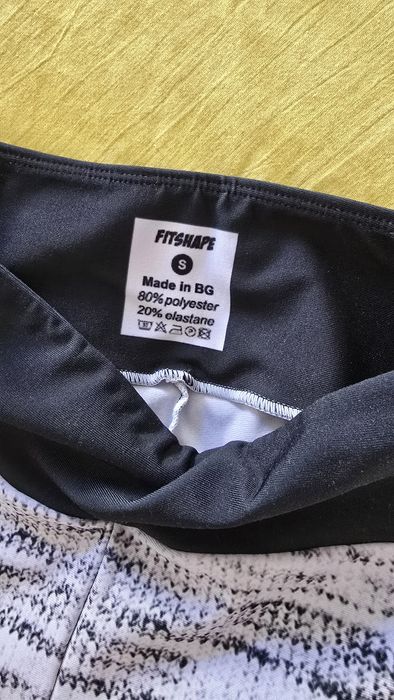 FITSHAPE
S
Made in BG
80% polyester
20% elastane